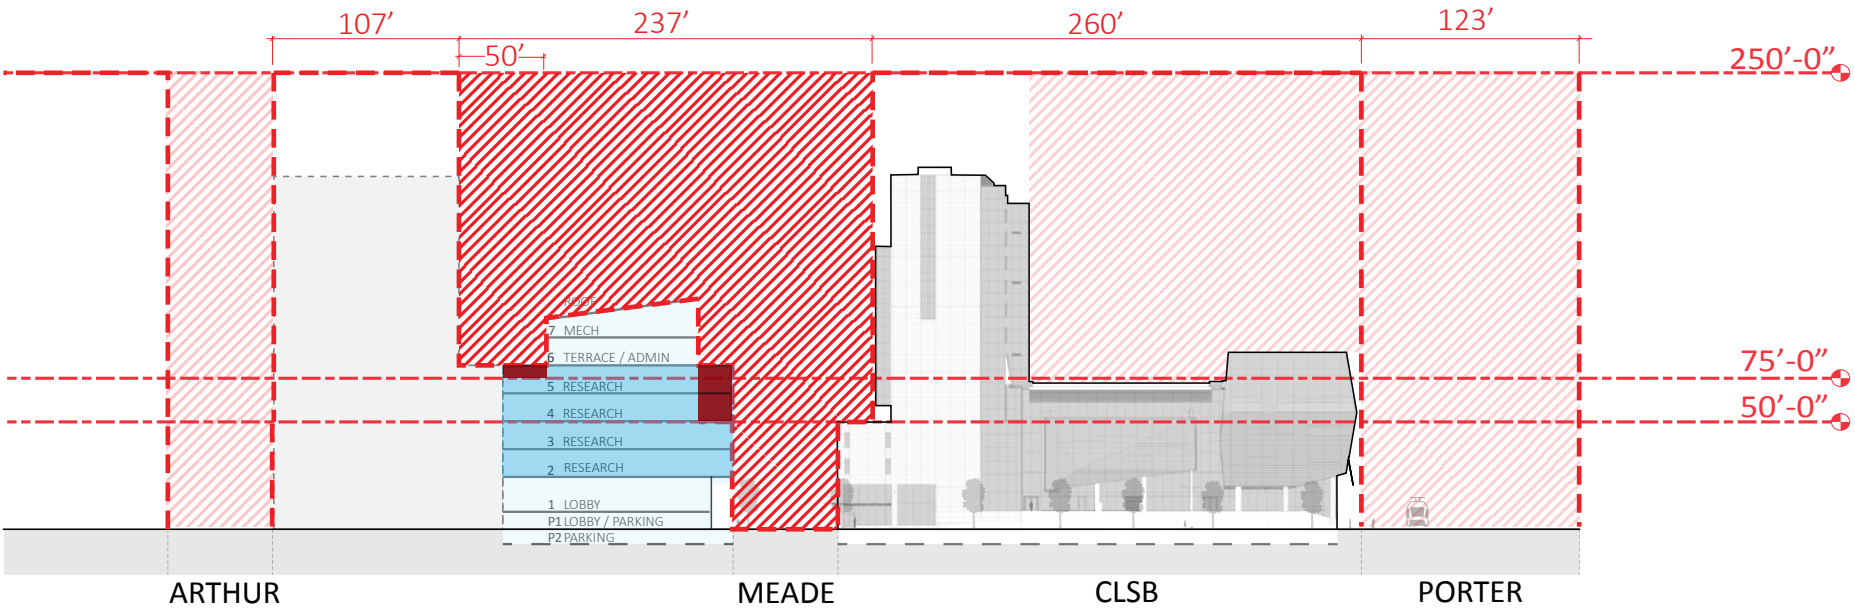 107’
237’
260’
123’
50’
250’-0”
ROOF
7 MECH
6 TERRACE / ADMIN
75’-0”
5 RESEARCH
4 RESEARCH
50’-0”
3 RESEARCH
2 RESEARCH
1 LOBBY
P1 LOBBY / PARKING
P2 PARKING
ARTHUR
MEADE
CLSB
PORTER